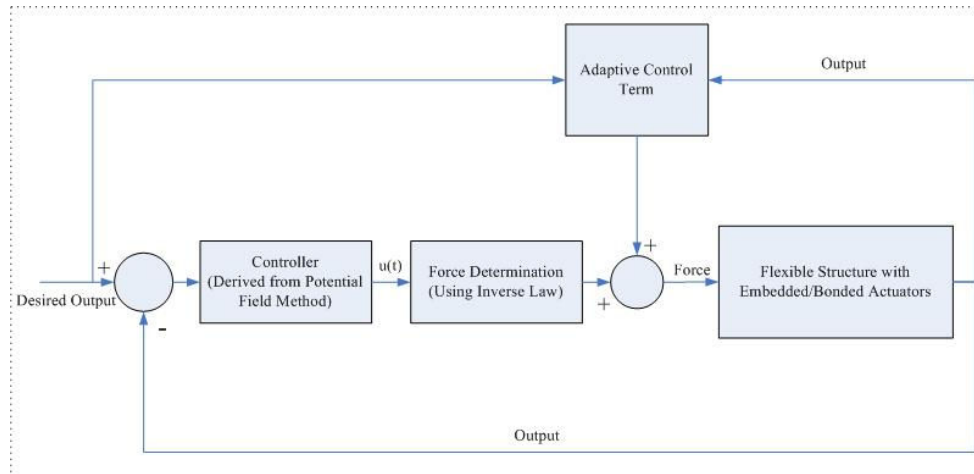 Adaptive Control
Term
Output
+
Desired Output
-
Controller
(Derived from Potential
Field Method)
u(t)
Force Determination
(Using Inverse Law)
+
+
Force
Flexible Structure with
Embedded/Bonded Actuators
Output